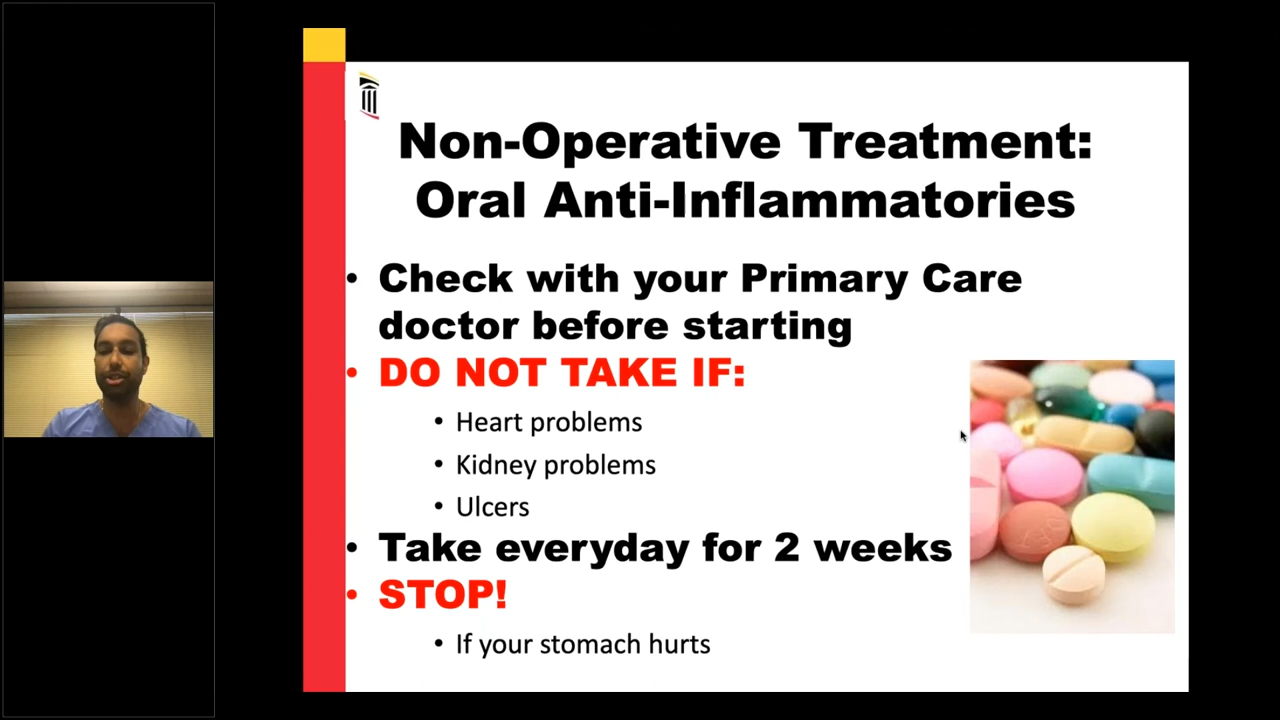 Non-Operative Treatment:
Oral Anti-Inflammatories
• Check with your Primary Care
doctor before starting
• DO NOT TAKE IF:
• Heart problems
• Kidney problems
• Ulcers
• Take everyday for 2 weeks
• STOP!
• If your stomach hurts